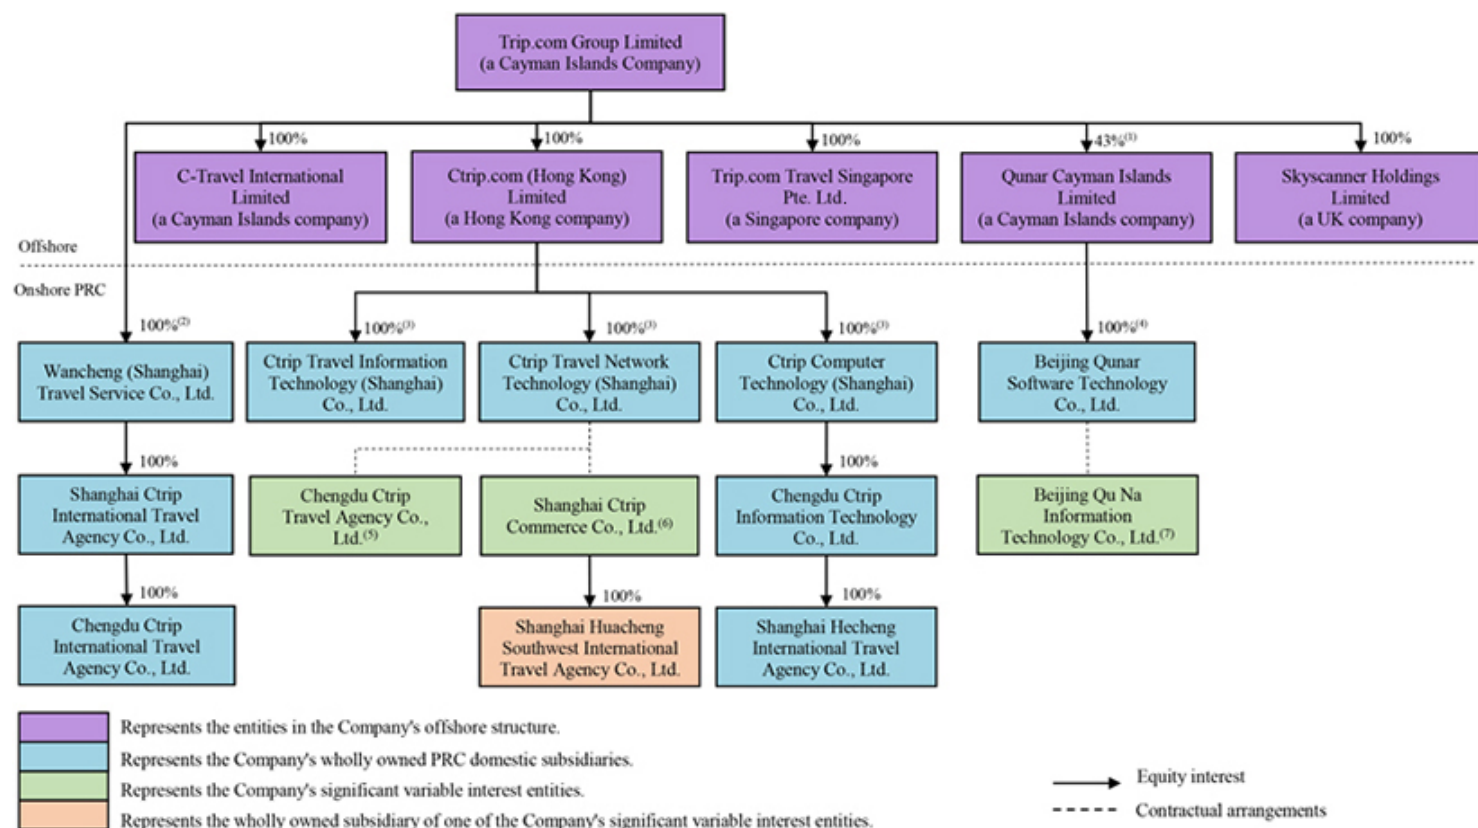 Trip.com Group Limited
(a Cayman Islands Company)
100%
100%
100%
43%(1)
100%
C-Travel International
Limited
(a Cayman Islands company)
Ctrip.com (Hong Kong)
Limited
(a Hong Kong company)
Trip.com Travel Singapore
Pte. Ltd.
(a Singapore company)
Qunar Cayman Islands
Limited
(a Cayman Islands company)
Skyscanner Holdings
Limited
(a UK company)
Offshore
Onshore PRC
100%(2)
100%(3)
100%(3)
100%(3)
100%(4)
Wancheng (Shanghai)
Travel Service Co., Ltd.
Ctrip Travel Information
Technology (Shanghai)
Co., Ltd.
Ctrip Travel Network
Technology (Shanghai)
Co., Ltd.
Ctrip Computer
Technology (Shanghai)
Co., Ltd.
Beijing Qunar
Software Technology
Co., Ltd.
100%
100%
Shanghai Ctrip
International Travel
Agency Co., Ltd.
Chengdu Ctrip
Travel Agency Co.,
Ltd.(5)
Shanghai Ctrip
Commerce Co., Ltd.(6)
Chengdu Ctrip
Information Technology
Co., Ltd.
Beijing Qu Na
Information
Technology Co., Ltd.(7)
100%
100%
100%
Chengdu Ctrip
International Travel
Agency Co., Ltd.
Shanghai Huacheng
Southwest International
Travel Agency Co., Ltd.
Shanghai Hecheng
International Travel
Agency Co., Ltd.
Represents the entities in the Company's offshore structure.
Represents the Company's wholly owned PRC domestic subsidiaries.
Represents the Company's significant variable interest entities.
Represents the wholly owned subsidiary of one of the Company's significant variable interest entities.
Equity interest
Contractual arrangements